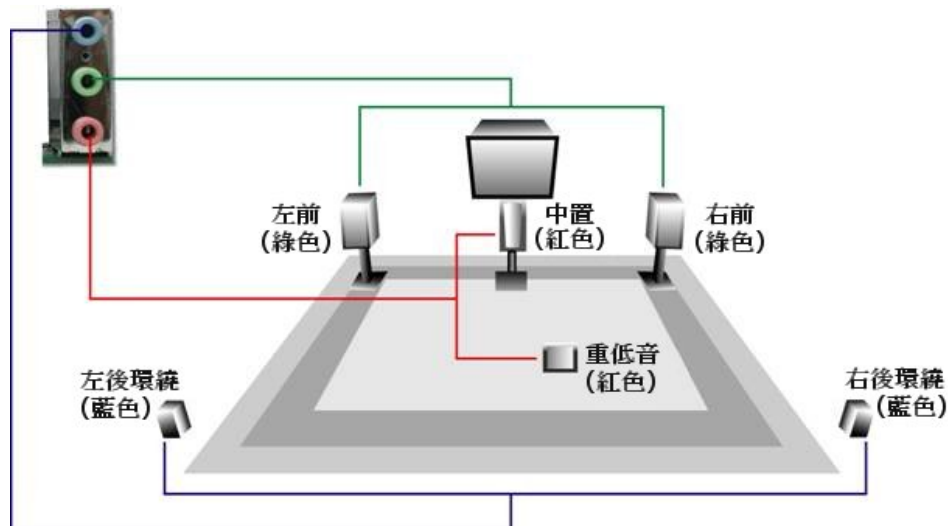 左前
(綠色)
中置
(紅色)
右前
(綠色)
重低音
(紅色)
左後環繞
(藍色)
右後環繞
(藍色)